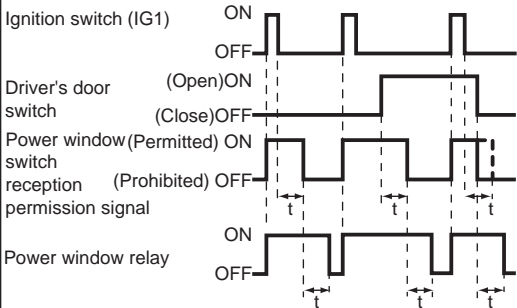 Ignition switch (IG1)
ON
OFF
Driver's door
switch
(Open)ON
(Close)OFF
Power window
switch
reception
permission signal
(Permitted) ON
(Prohibited) OFF
t
t
t
Power window relay
ON
OFF
t
t
t